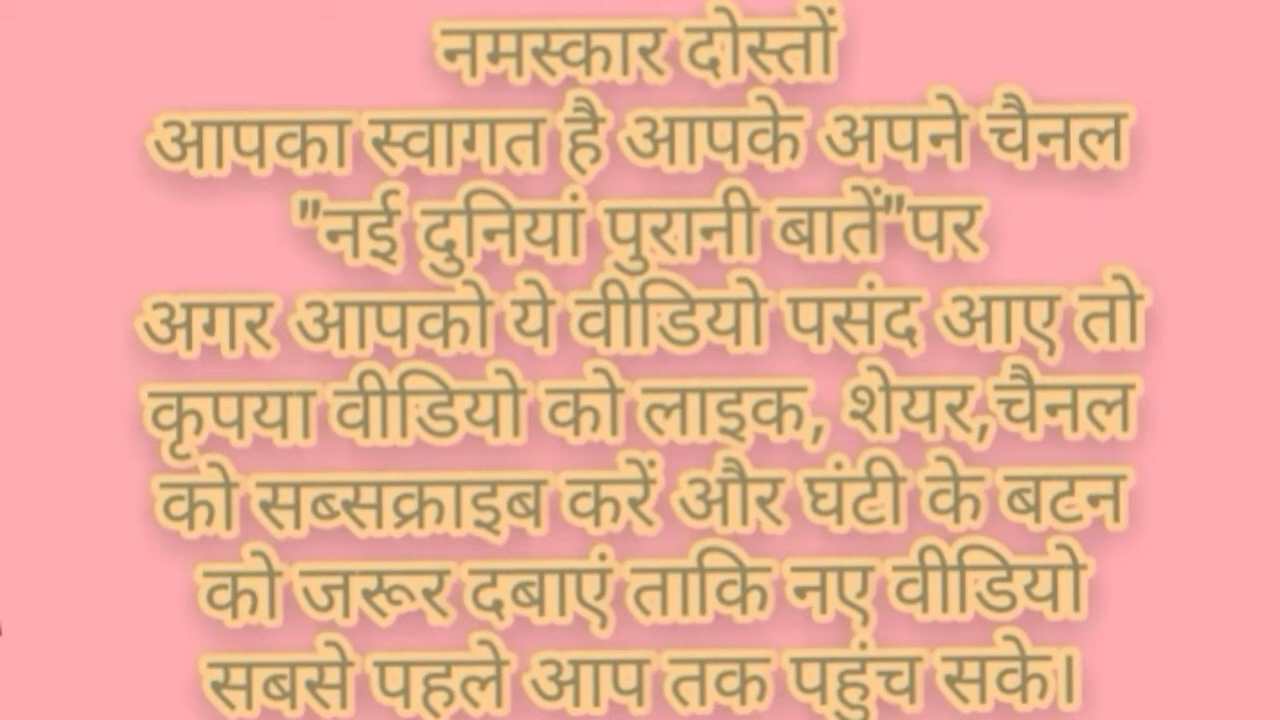 नमस्कार दोस्तों
आपका स्वागत है आपके अपने चैनल
"नई दुनियां पुरानी बातें"पर
अगर आपको ये वीडियो पसंद आए तो
कृपया वीडियो को लाइक, शेयर,चैनल
को सब्सक्राइब करें और घंटी के बटन
को जरूर दबाएं ताकि नए वीडियो
सबसे पहले आप तक पहुंच सके।